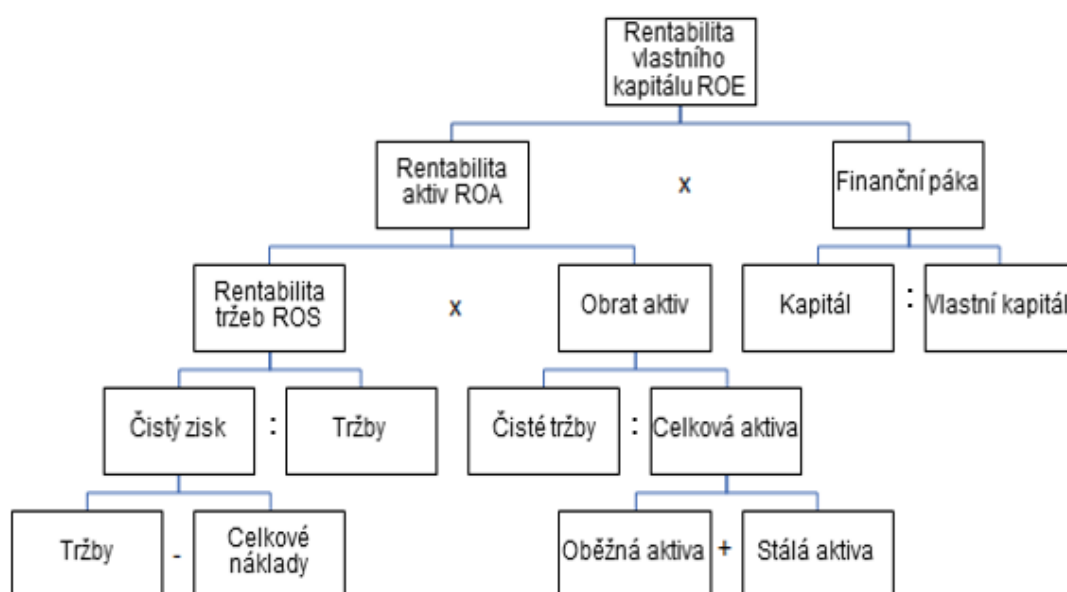 Rentabilita
vlastního
kapitálu ROE
Rentabilita
aktiv ROA
x
Finanční páka
Rentabilita
tržeb ROS
x
Obrat aktiv
Kapitál
:
Vlastní kapitál
Čistý zisk
:
Tržby
Čisté tržby
:
Celková aktiva
Tržby
-
Celkové
náklady
Oběžná aktiva
+
Stálá aktiva